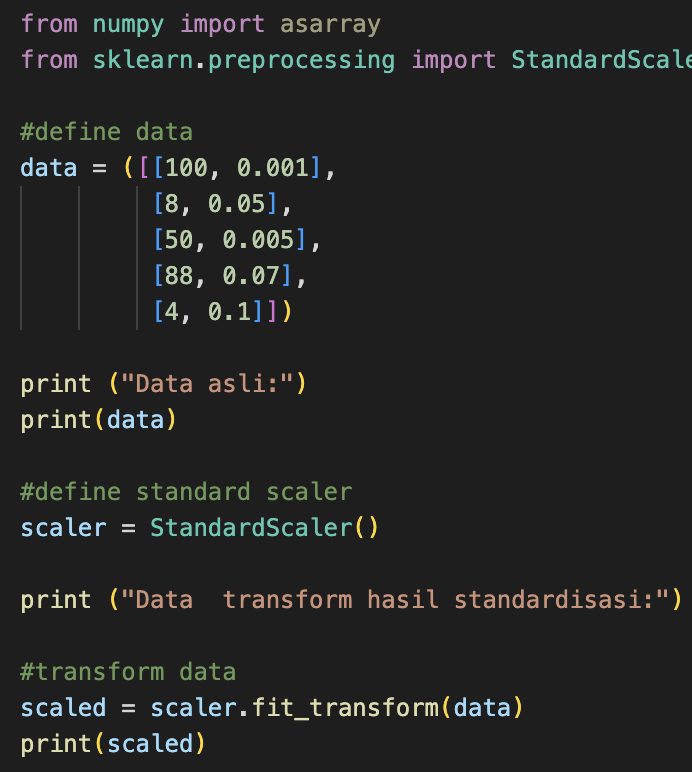 from numpy import asarray
from sklearn.preprocessing import StandardScale
#define data
data = ([[100, 0.001],
[8, 0.05],
[50, 0.005],
[88, 0.07],
[4, 0.1]])
print ("Data asli:")
print(data)
#define standard scaler
scaler = StandardScaler()
print ("Data  transform hasil standardisasi:")
#transform data
scaled = scaler.fit_transform(data)
print(scaled)